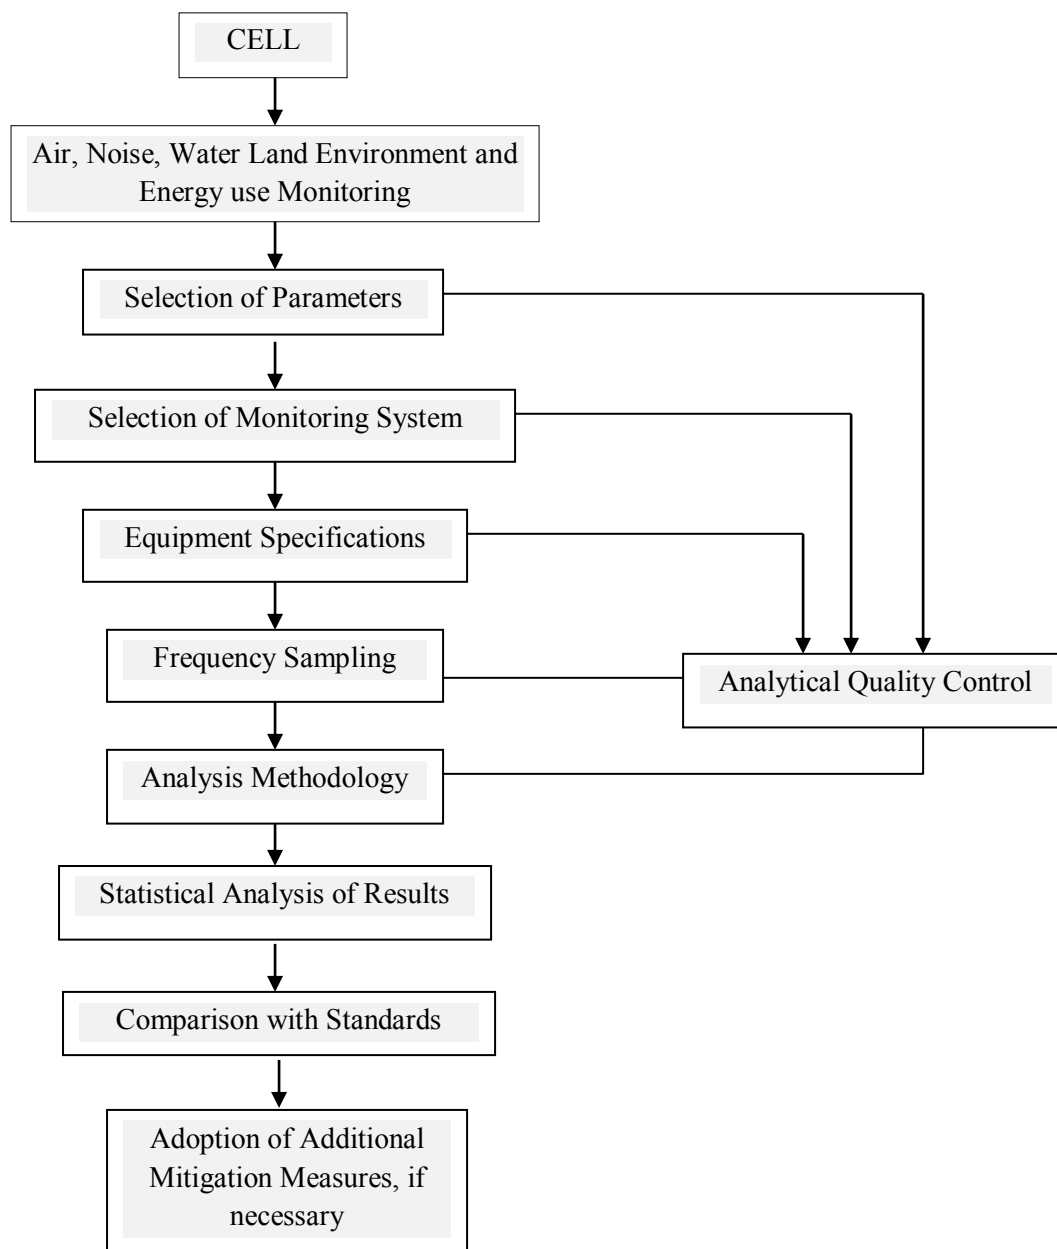 CELL
Air, Noise, Water Land Environment and
Energy use Monitoring
Selection of Parameters
Selection of Monitoring System
Equipment Specifications
Frequency Sampling
Analytical Quality Control
Analysis Methodology
Statistical Analysis of Results
Comparison with Standards
Adoption of Additional
Mitigation Measures, if
necessary